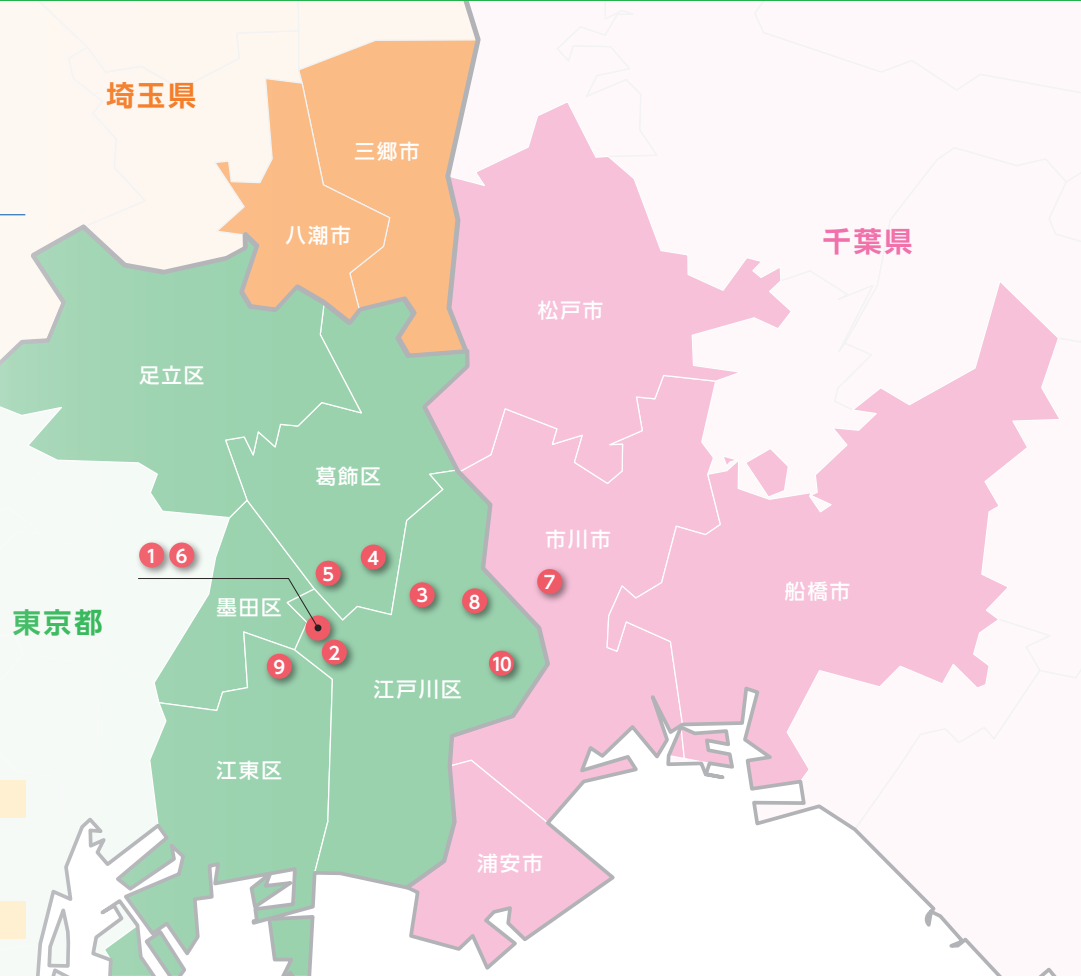 埼玉県
三郷市
八潮市
千葉県
松戸市
足立区
葛飾区
市川市
1 6
5
4
3
8
7
船橋市
墨田区
東京都
2
9
10
江戸川区
江東区
浦安市